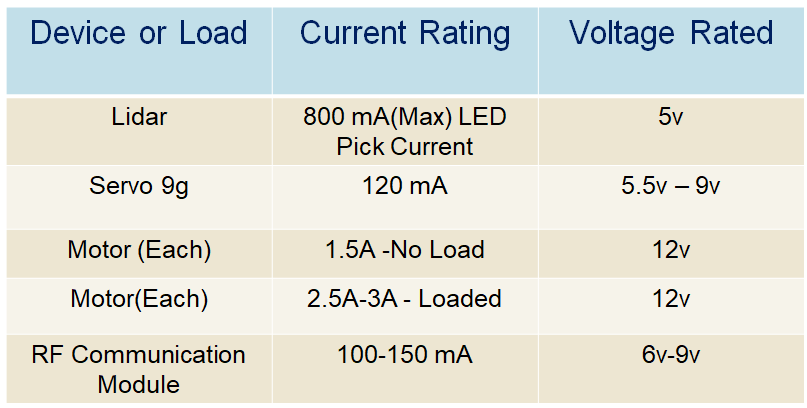 Device or Load Current Rating Voltage Rated
Lidar 800 mA(Max) LED 5v
Pick Current
Servo 9g 120 mA 5.5v – 9v
Motor (Each) 1.5A -No Load 12v
Motor(Each) 2.5A-3A - Loaded 12v
RF Communication 100-150 mA 6v-9v
Module